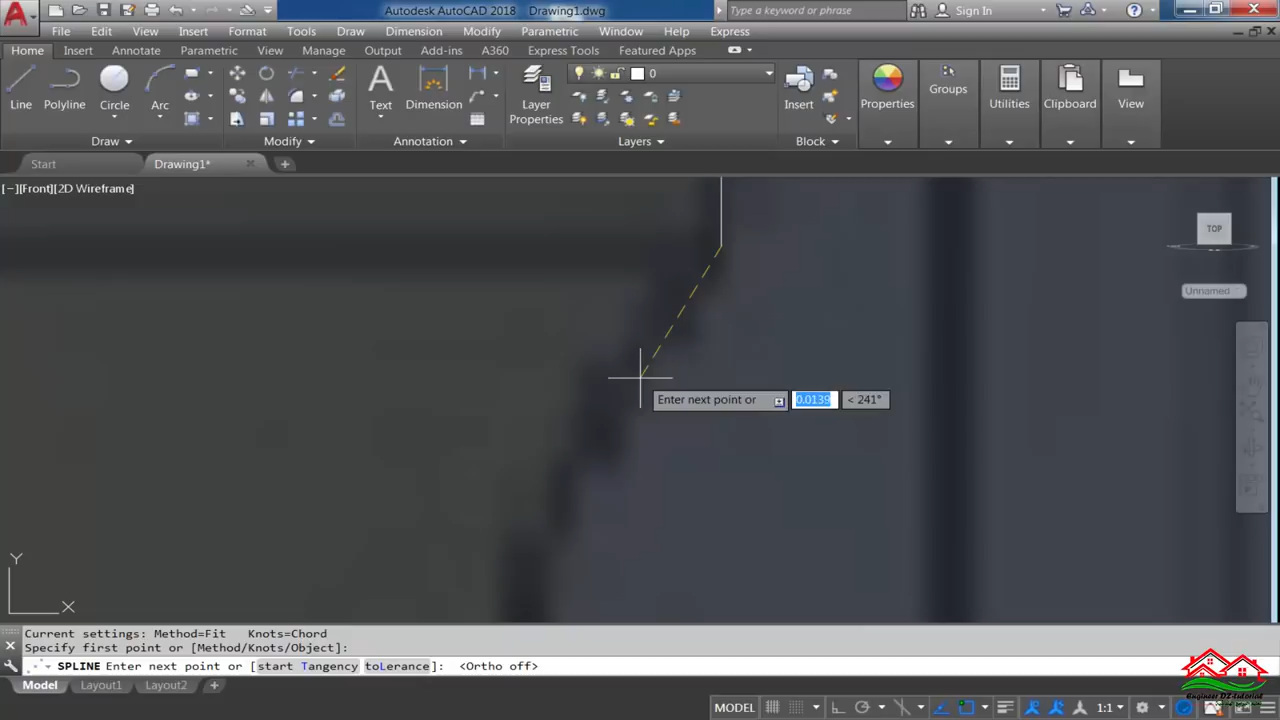 Autodesk AutoCAD 2018 Drawing1.dwg
Type a keyword or phrase
Sign In
File Edit View Insert Format Tools Draw Dimension Modify Parametric Window Help Express
Home Insert Annotate Parametric View Manage Output Add-ins A360 Express Tools Featured Apps
0
Line Polyline Circle Arc Text Dimension Layer Properties Insert Properties Groups Utilities Clipboard View
Draw Modify Annotation Layers Block
Start Drawing1*
[−][Front][2D Wireframe]
TOP
Unnamed
Enter next point or 0.0139 < 241°
Y
X
Current settings: Method=Fit Knots=Chord
Specify first point or [Method/Knots/Object]:
SPLINE Enter next point or [start Tangency toLerance]: <Ortho off>
Model Layout1 Layout2
Engineer DZ-tutorial
MODEL 1:1